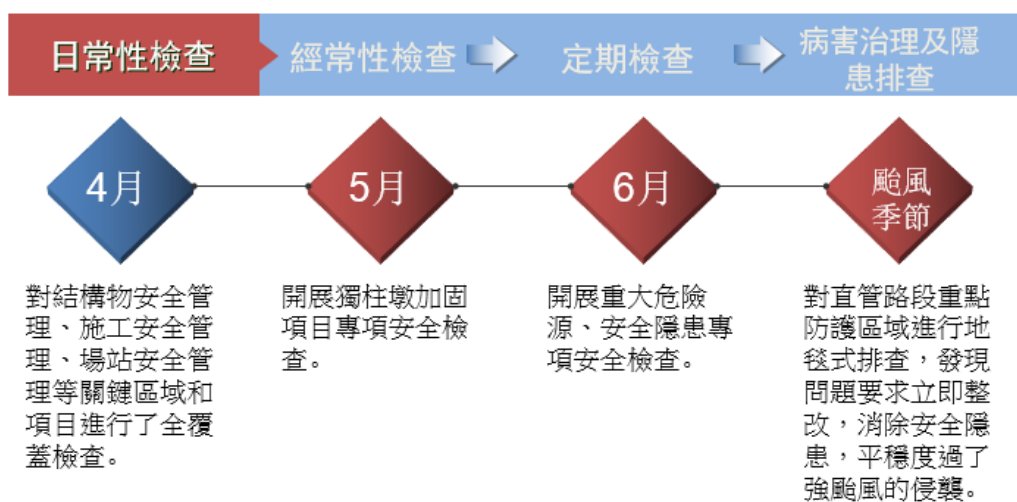 日常性檢查
經常性檢查
定期檢查
病害治理及隱
患排查
4月
5月
6月
颱風
季節
對結構物安全管
理、施工安全管
理、場站安全管
理等關鍵區域和
項目進行了全覆
蓋檢查。
開展獨柱墩加固
項目專項安全檢
查。
開展重大危險
源、安全隱患專
項安全檢查。
對直管路段重點
防護區域進行地
毯式排查，發現
問題要求立即整
改，消除安全隱
患，平穩度過了
強颱風的侵襲。